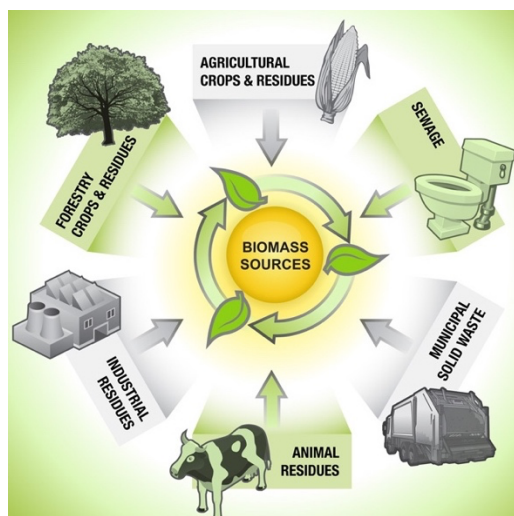 AGRICULTURAL
CROPS & RESIDUES
SEWAGE
FORESTRY
CROPS & RESIDUES
BIOMASS
SOURCES
INDUSTRIAL
RESIDUES
MUNICIPAL
SOLID WASTE
ANIMAL
RESIDUES